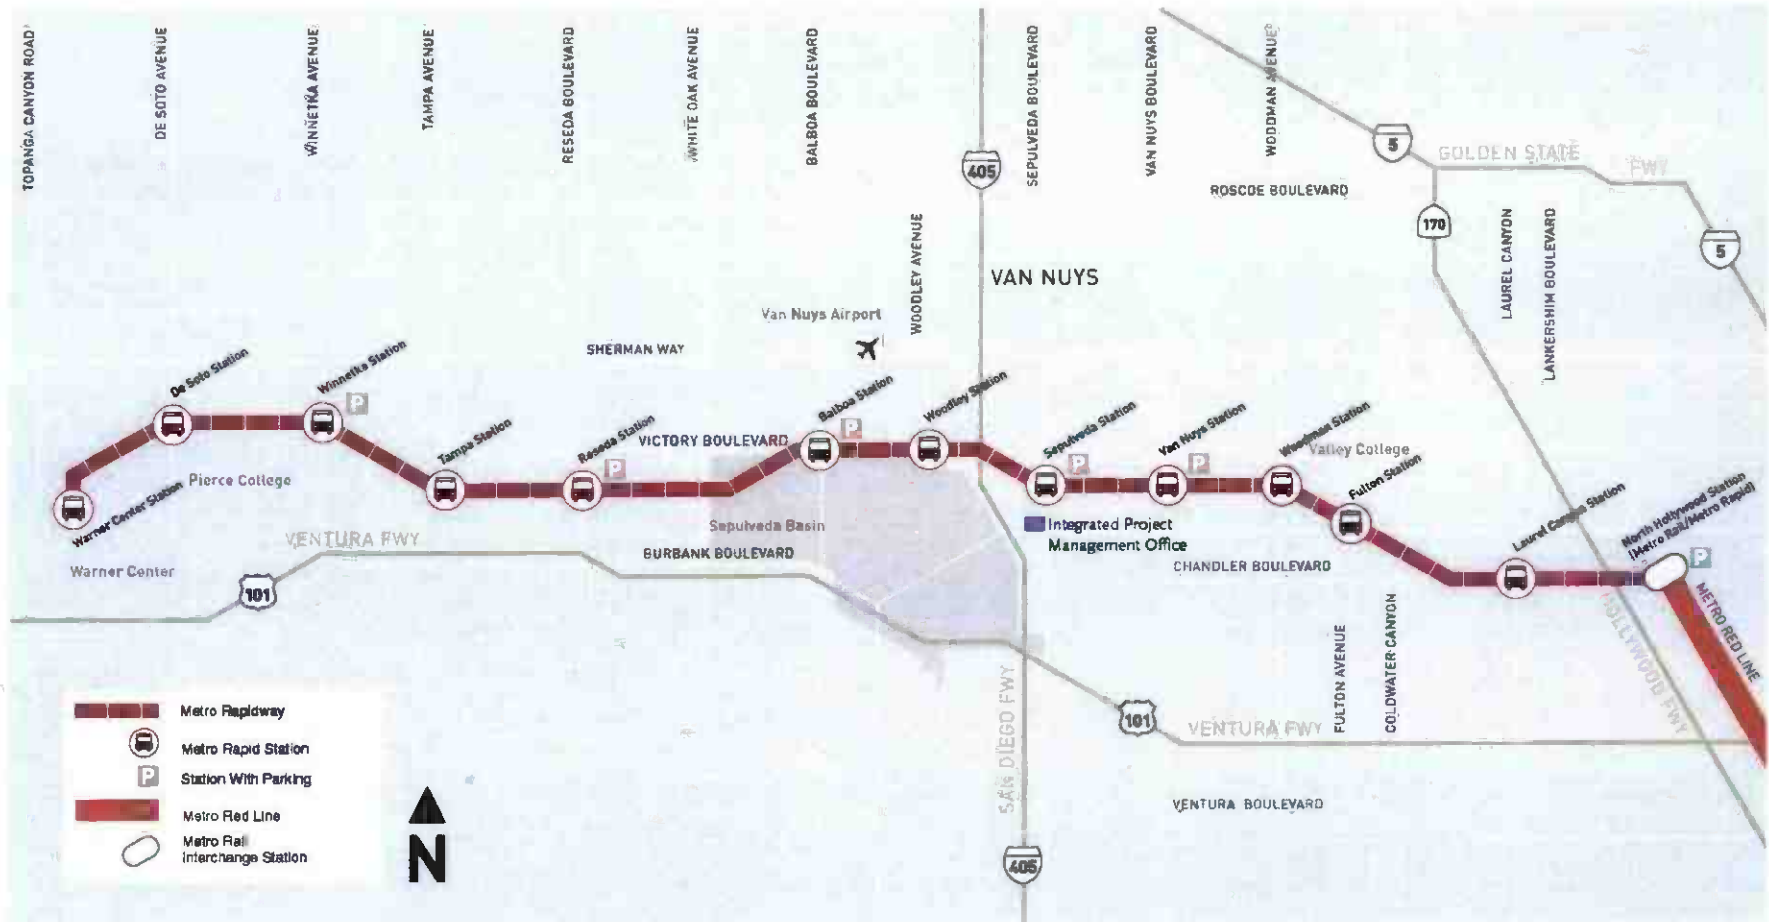 TOPANGA CANYON ROAD
DE SOTO AVENUE
WINNETKA AVENUE
TAMPA AVENUE
RESEDA BOULEVARD
WHITE OAK AVENUE
BALBOA BOULEVARD
WOODLEY AVENUE
405
SEPULVEDA BOULEVARD
VAN NUYS BOULEVARD
WOODMAN AVENUE
5
GOLDEN STATE
FWY
ROSCOE BOULEVARD
170
LAUREL CANYON
LANKERSHIM BOULEVARD
5
VAN NUYS
Van Nuys Airport
SHERMAN WAY
De Soto Station
Winnetka Station
P
Tampa Station
Reseda Station
P
VICTORY BOULEVARD
Balboa Station
P
Woodley Station
Sepulveda Station
P
Van Nuys Station
P
Woodman Station
Valley College
Fulton Station
Laurel Canyon Station
North Hollywood Station
(Metro Rail/Metro Rapid)
P
Warner Center Station
Pierce College
Warner Center
VENTURA FWY
101
Sepulveda Basin
BURBANK BOULEVARD
Integrated Project
Management Office
CHANDLER BOULEVARD
FULTON AVENUE
COLDWATER CANYON
HOLLYWOOD FWY
METRO RED LINE
SAN DIEGO FWY
101
VENTURA FWY
VENTURA BOULEVARD
405
Metro Rapidway
Metro Rapid Station
P
Station With Parking
Metro Red Line
Metro Rail
Interchange Station
N